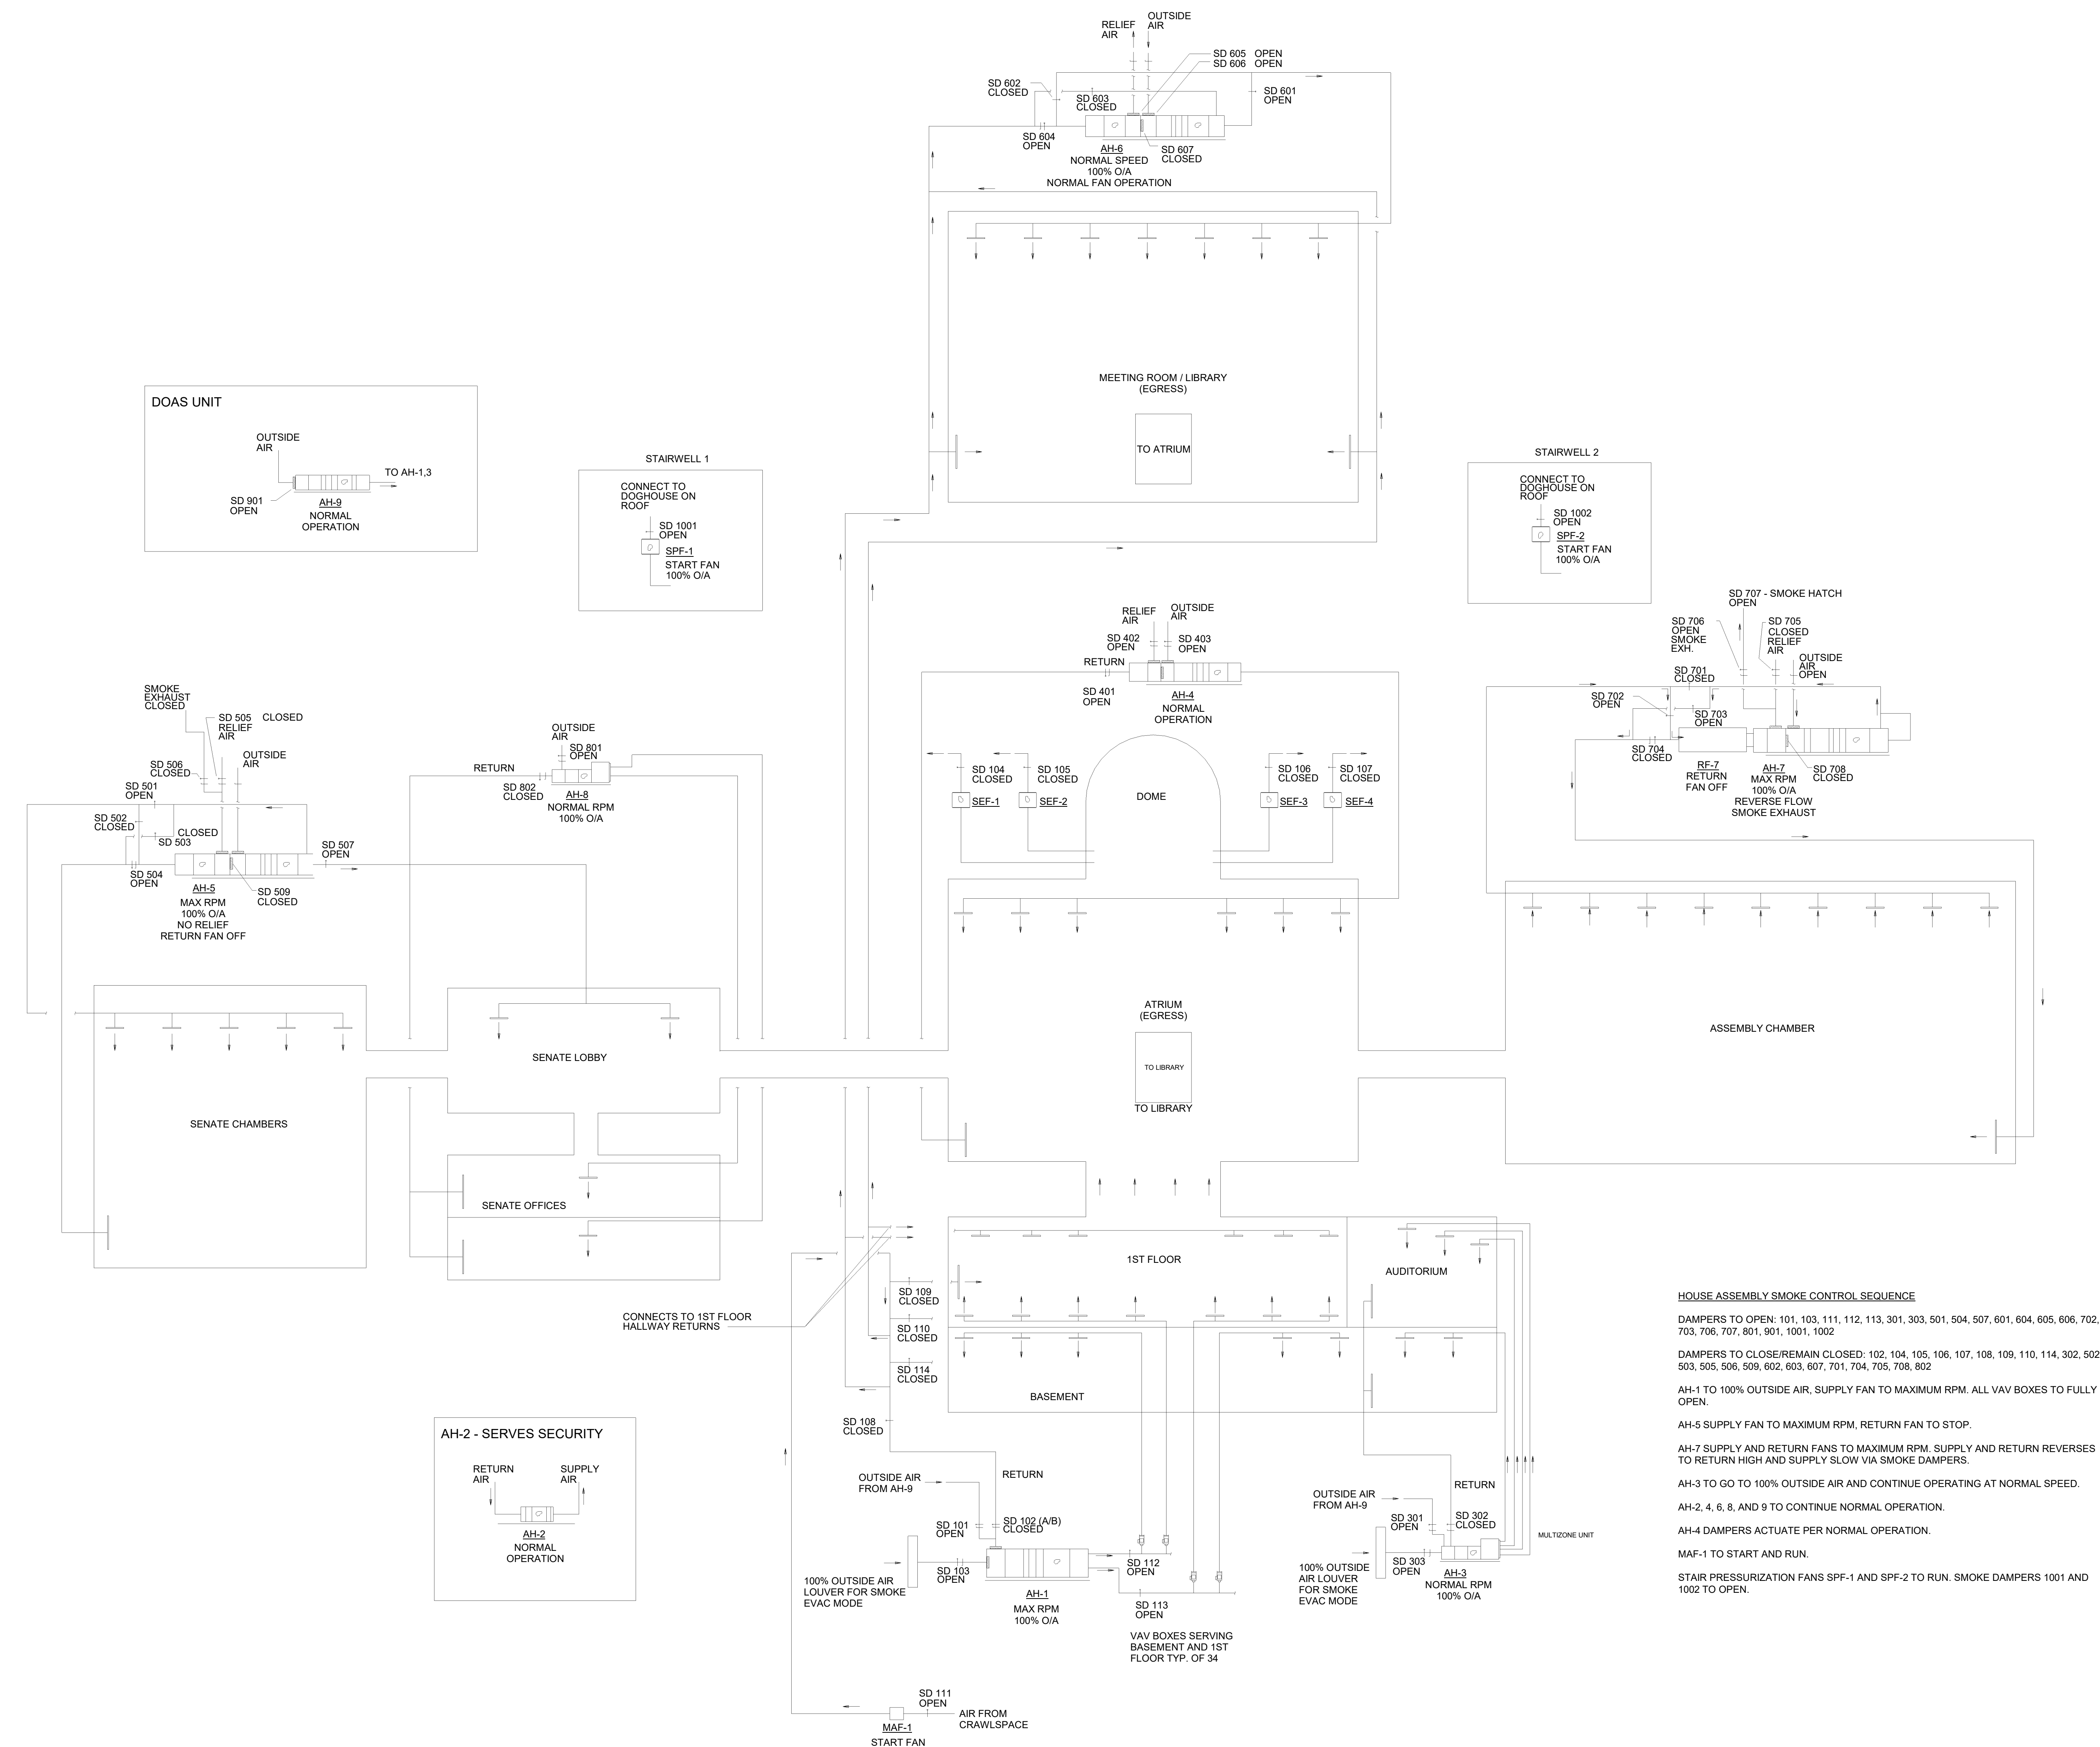 RELIEF
AIR
OUTSIDE
AIR
SD 605 OPEN
SD 606 OPEN
SD 602
CLOSED
SD 603
CLOSED
SD 601
OPEN
SD 604
OPEN
SD 607
CLOSED
AH-6
NORMAL SPEED
100% O/A
NORMAL FAN OPERATION
MEETING ROOM / LIBRARY
(EGRESS)
TO ATRIUM
DOAS UNIT
OUTSIDE
AIR
TO AH-1,3
SD 901
OPEN
AH-9
NORMAL
OPERATION
STAIRWELL 1
CONNECT TO
DOGHOUSE ON
ROOF
SD 1001
OPEN
SPF-1
START FAN
100% O/A
STAIRWELL 2
CONNECT TO
DOGHOUSE ON
ROOF
SD 1002
OPEN
SPF-2
START FAN
100% O/A
RELIEF
AIR
OUTSIDE
AIR
SD 402
OPEN
SD 403
OPEN
RETURN
SD 401
OPEN
AH-4
NORMAL
OPERATION
SD 707 - SMOKE HATCH
OPEN
SD 706
OPEN
SMOKE
EXH.
SD 705
CLOSED
RELIEF
AIR
OUTSIDE
AIR
OPEN
SD 701
CLOSED
SD 702
OPEN
SD 703
OPEN
SD 704
CLOSED
RF-7
RETURN
FAN OFF
AH-7
MAX RPM
100% O/A
REVERSE FLOW
SMOKE EXHAUST
SD 708
CLOSED
SMOKE
EXHAUST
CLOSED
SD 505 CLOSED
RELIEF
AIR
OUTSIDE
AIR
SD 506
CLOSED
SD 501
OPEN
SD 502
CLOSED
CLOSED
SD 503
SD 504
OPEN
SD 507
OPEN
SD 509
CLOSED
AH-5
MAX RPM
100% O/A
NO RELIEF
RETURN FAN OFF
OUTSIDE
AIR
SD 801
OPEN
RETURN
SD 802
CLOSED
AH-8
NORMAL RPM
100% O/A
SD 104
CLOSED
SEF-1
SD 105
CLOSED
SEF-2
DOME
SD 106
CLOSED
SEF-3
SD 107
CLOSED
SEF-4
SENATE LOBBY
SENATE CHAMBERS
SENATE OFFICES
ATRIUM
(EGRESS)
TO LIBRARY
TO LIBRARY
ASSEMBLY CHAMBER
1ST FLOOR
AUDITORIUM
BASEMENT
CONNECTS TO 1ST FLOOR
HALLWAY RETURNS
SD 109
CLOSED
SD 110
CLOSED
SD 114
CLOSED
SD 108
CLOSED
AH-2 - SERVES SECURITY
RETURN
AIR
SUPPLY
AIR
AH-2
NORMAL
OPERATION
OUTSIDE AIR
FROM AH-9
RETURN
SD 101
OPEN
SD 102 (A/B)
CLOSED
SD 103
OPEN
100% OUTSIDE AIR
LOUVER FOR SMOKE
EVAC MODE
AH-1
MAX RPM
100% O/A
SD 112
OPEN
SD 113
OPEN
VAV BOXES SERVING
BASEMENT AND 1ST
FLOOR TYP. OF 34
OUTSIDE AIR
FROM AH-9
RETURN
SD 301
OPEN
SD 302
CLOSED
SD 303
OPEN
100% OUTSIDE
AIR LOUVER
FOR SMOKE
EVAC MODE
AH-3
NORMAL RPM
100% O/A
MULTIZONE UNIT
SD 111
OPEN
AIR FROM
CRAWLSPACE
MAF-1
START FAN
HOUSE ASSEMBLY SMOKE CONTROL SEQUENCE
DAMPERS TO OPEN: 101, 103, 111, 112, 113, 301, 303, 501, 504, 507, 601, 604, 605, 606, 702,
703, 706, 707, 801, 901, 1001, 1002
DAMPERS TO CLOSE/REMAIN CLOSED: 102, 104, 105, 106, 107, 108, 109, 110, 114, 302, 502
503, 505, 506, 509, 602, 603, 607, 701, 704, 705, 708, 802
AH-1 TO 100% OUTSIDE AIR, SUPPLY FAN TO MAXIMUM RPM. ALL VAV BOXES TO FULLY
OPEN.
AH-5 SUPPLY FAN TO MAXIMUM RPM, RETURN FAN TO STOP.
AH-7 SUPPLY AND RETURN FANS TO MAXIMUM RPM. SUPPLY AND RETURN REVERSES
TO RETURN HIGH AND SUPPLY SLOW VIA SMOKE DAMPERS.
AH-3 TO GO TO 100% OUTSIDE AIR AND CONTINUE OPERATING AT NORMAL SPEED.
AH-2, 4, 6, 8, AND 9 TO CONTINUE NORMAL OPERATION.
AH-4 DAMPERS ACTUATE PER NORMAL OPERATION.
MAF-1 TO START AND RUN.
STAIR PRESSURIZATION FANS SPF-1 AND SPF-2 TO RUN. SMOKE DAMPERS 1001 AND
1002 TO OPEN.